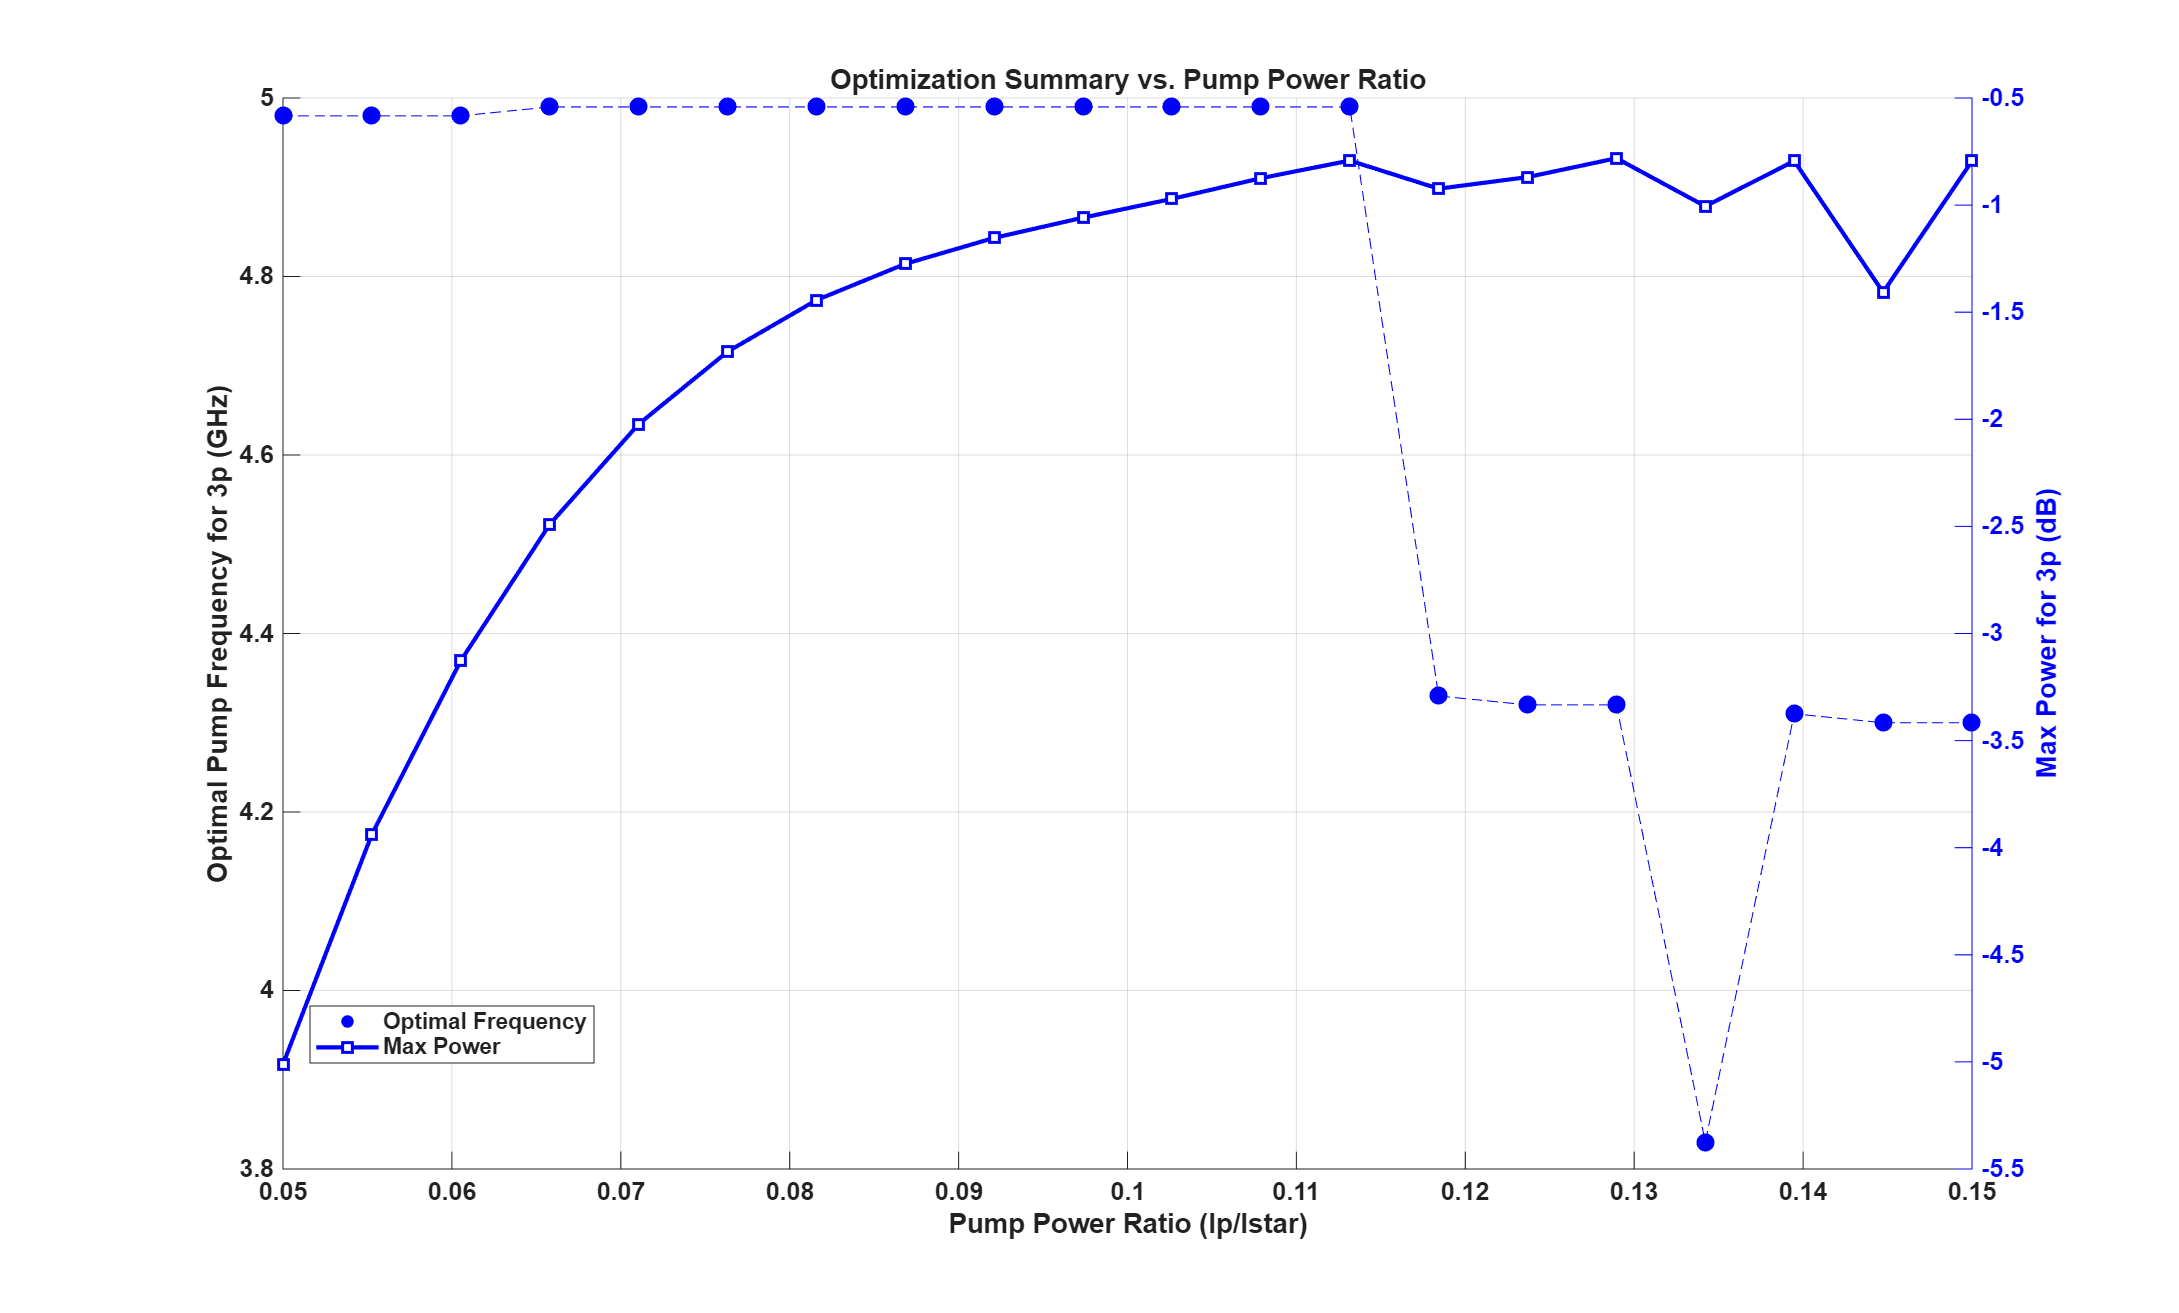 Optimization Summary vs. Pump Power Ratio
Optimal Pump Frequency for 3p (GHz)
5
4.8
4.6
4.4
4.2
4
3.8
-0.5
-1
-1.5
-2
-2.5
-3
-3.5
-4
-4.5
-5
-5.5
Max Power for 3p (dB)
Optimal Frequency
Max Power
0.05 0.06 0.07 0.08 0.09 0.1 0.11 0.12 0.13 0.14 0.15
Pump Power Ratio (Ip/Istar)